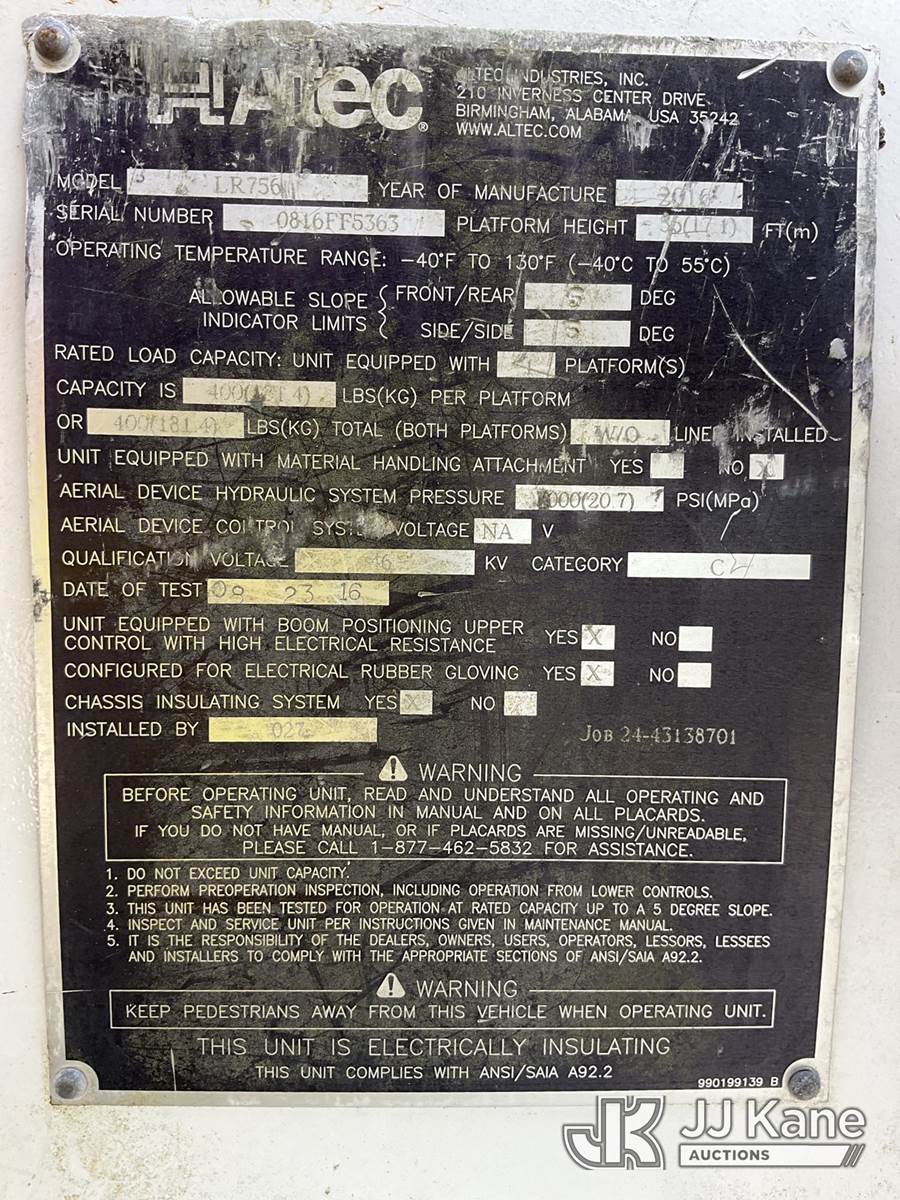 Altec®
ALTEC INDUSTRIES, INC.
210 INVERNESS CENTER DRIVE
BIRMINGHAM, ALABAMA, USA 35242
WWW.ALTEC.COM
MODEL LR756 YEAR OF MANUFACTURE 2016
SERIAL NUMBER 0816FF5363 PLATFORM HEIGHT (17.1) FT(m)
OPERATING TEMPERATURE RANGE: -40°F TO 130°F (-40°C TO 55°C)
ALLOWABLE SLOPE FRONT/REAR 5 DEG
INDICATOR LIMITS SIDE/SIDE 5 DEG
RATED LOAD CAPACITY: UNIT EQUIPPED WITH PLATFORM(S)
CAPACITY IS 400(181.4) LBS(KG) PER PLATFORM
OR 400(181.4) LBS(KG) TOTAL (BOTH PLATFORMS) W/O LINER INSTALLED
UNIT EQUIPPED WITH MATERIAL HANDLING ATTACHMENT YES NO X
AERIAL DEVICE HYDRAULIC SYSTEM PRESSURE 3000(20.7) PSI(MPa)
AERIAL DEVICE CONTROL SYSTEM VOLTAGE NA V
QUALIFICATION VOLTAGE 46 KV CATEGORY C
DATE OF TEST 08 23 16
UNIT EQUIPPED WITH BOOM POSITIONING UPPER
CONTROL WITH HIGH ELECTRICAL RESISTANCE YES X NO
CONFIGURED FOR ELECTRICAL RUBBER GLOVING YES X NO
CHASSIS INSULATING SYSTEM YES X NO
INSTALLED BY 027
JOB 24-43138701
WARNING
BEFORE OPERATING UNIT, READ AND UNDERSTAND ALL OPERATING AND
SAFETY INFORMATION IN MANUAL AND ON ALL PLACARDS.
IF YOU DO NOT HAVE MANUAL, OR IF PLACARDS ARE MISSING/UNREADABLE,
PLEASE CALL 1-877-462-5832 FOR ASSISTANCE.
1. DO NOT EXCEED UNIT CAPACITY.
2. PERFORM PREOPERATION INSPECTION, INCLUDING OPERATION FROM LOWER CONTROLS.
3. THIS UNIT HAS BEEN TESTED FOR OPERATION AT RATED CAPACITY UP TO A 5 DEGREE SLOPE.
4. INSPECT AND SERVICE UNIT PER INSTRUCTIONS GIVEN IN MAINTENANCE MANUAL.
5. IT IS THE RESPONSIBILITY OF THE DEALERS, OWNERS, USERS, OPERATORS, LESSORS, LESSEES
AND INSTALLERS TO COMPLY WITH THE APPROPRIATE SECTIONS OF ANSI/SAIA A92.2.
WARNING
KEEP PEDESTRIANS AWAY FROM THIS VEHICLE WHEN OPERATING UNIT.
THIS UNIT IS ELECTRICALLY INSULATING
THIS UNIT COMPLIES WITH ANSI/SAIA A92.2
990199139 B
JK JJ Kane
AUCTIONS